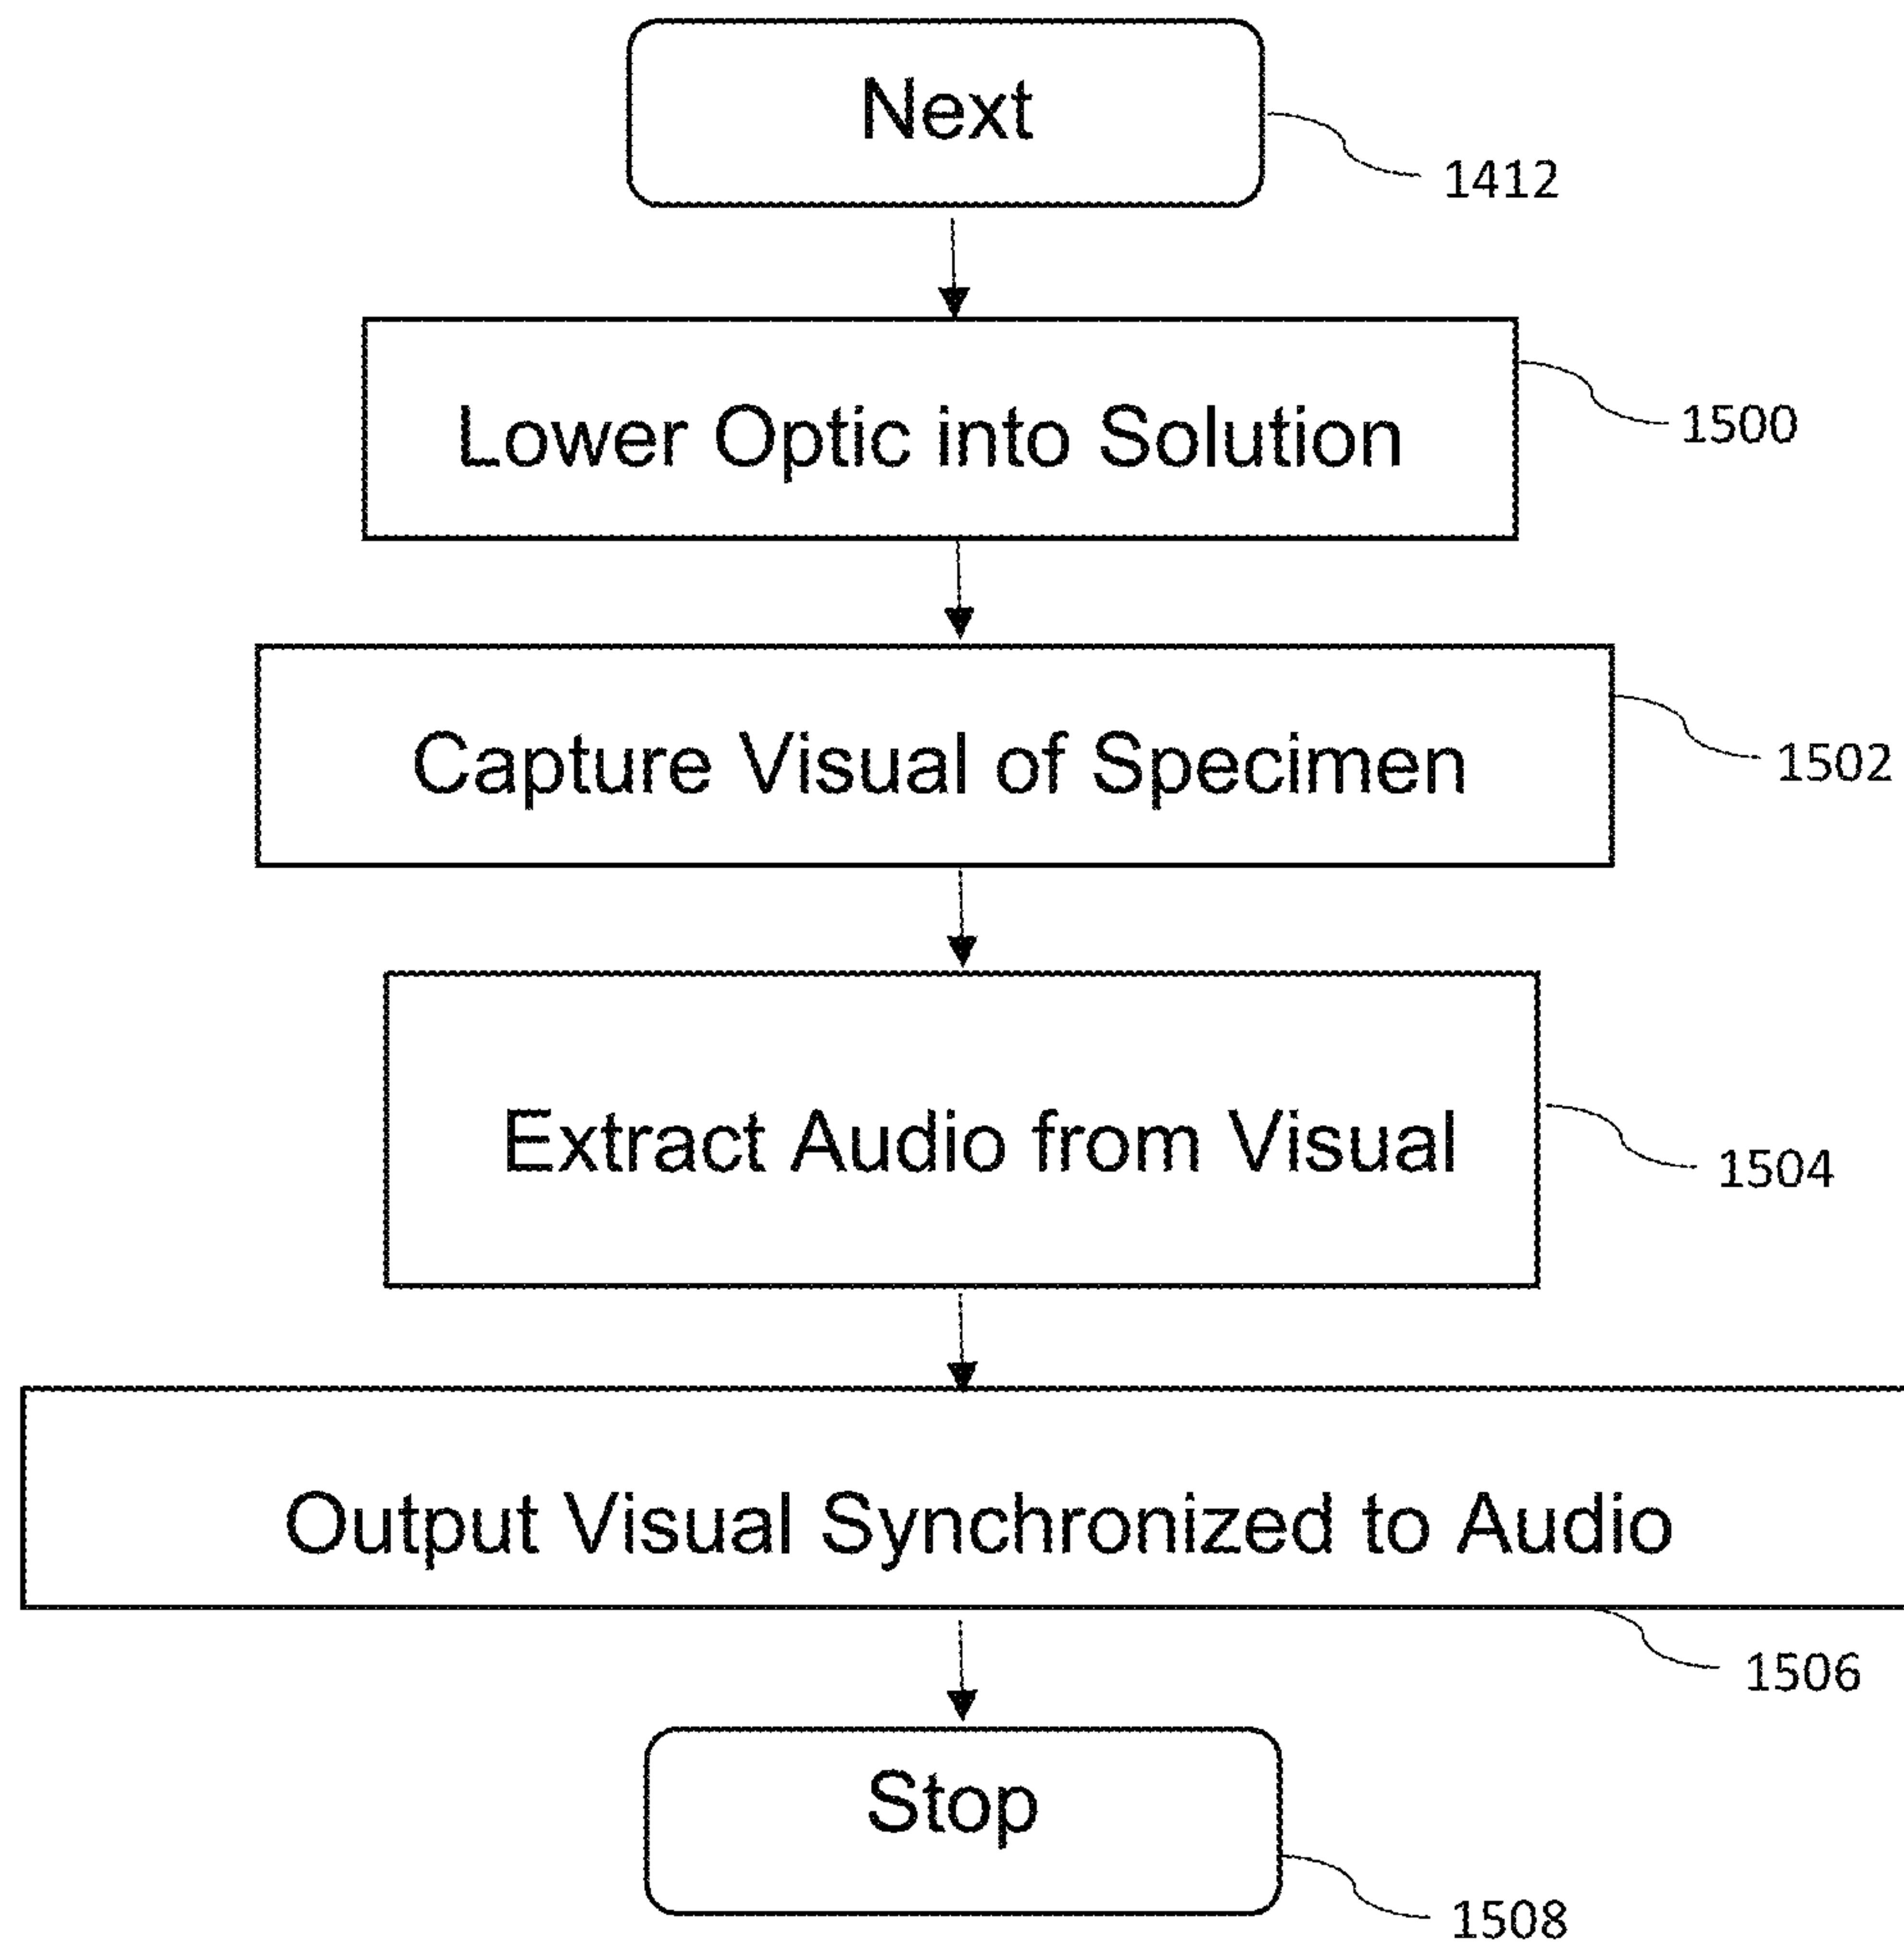 Next
1412
Lower Optic into Solution
1500
Capture Visual of Specimen
1502
Extract Audio from Visual
1504
Output Visual Synchronized to Audio
1506
Stop
1508